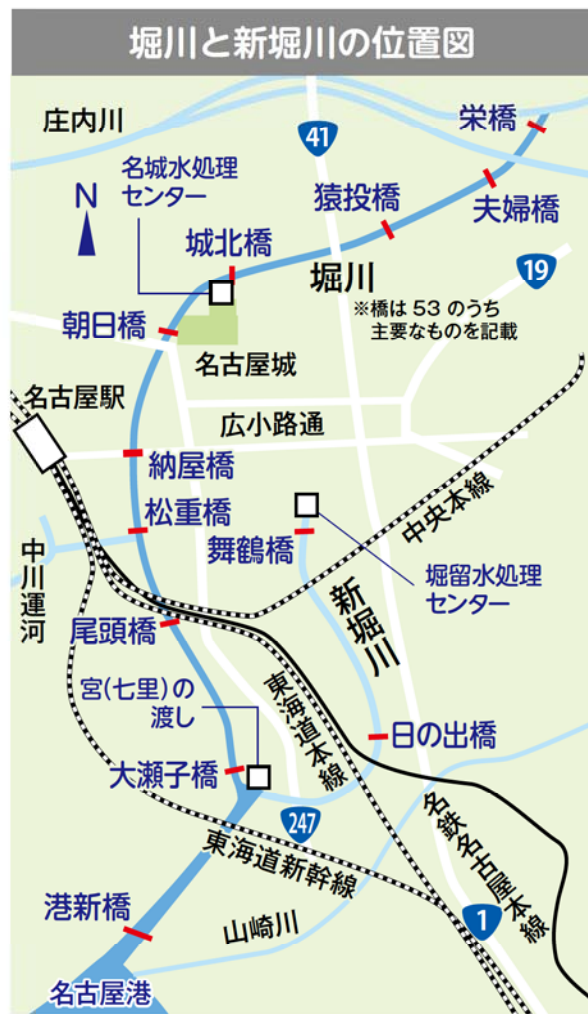 堀川と新堀川の位置図
庄内川
栄橋
41
名城水処理
センター
N
猿投橋
夫婦橋
城北橋
堀川
19
※橋は 53 のうち
主要なものを記載
朝日橋
名古屋城
名古屋駅
広小路通
納屋橋
松重橋
舞鶴橋
中央本線
中川運河
堀留水処理
センター
新堀川
尾頭橋
宮(七里)の
渡し
東海道本線
日の出橋
大瀬子橋
247
東海道新幹線
名鉄名古屋本線
港新橋
山崎川
1
名古屋港